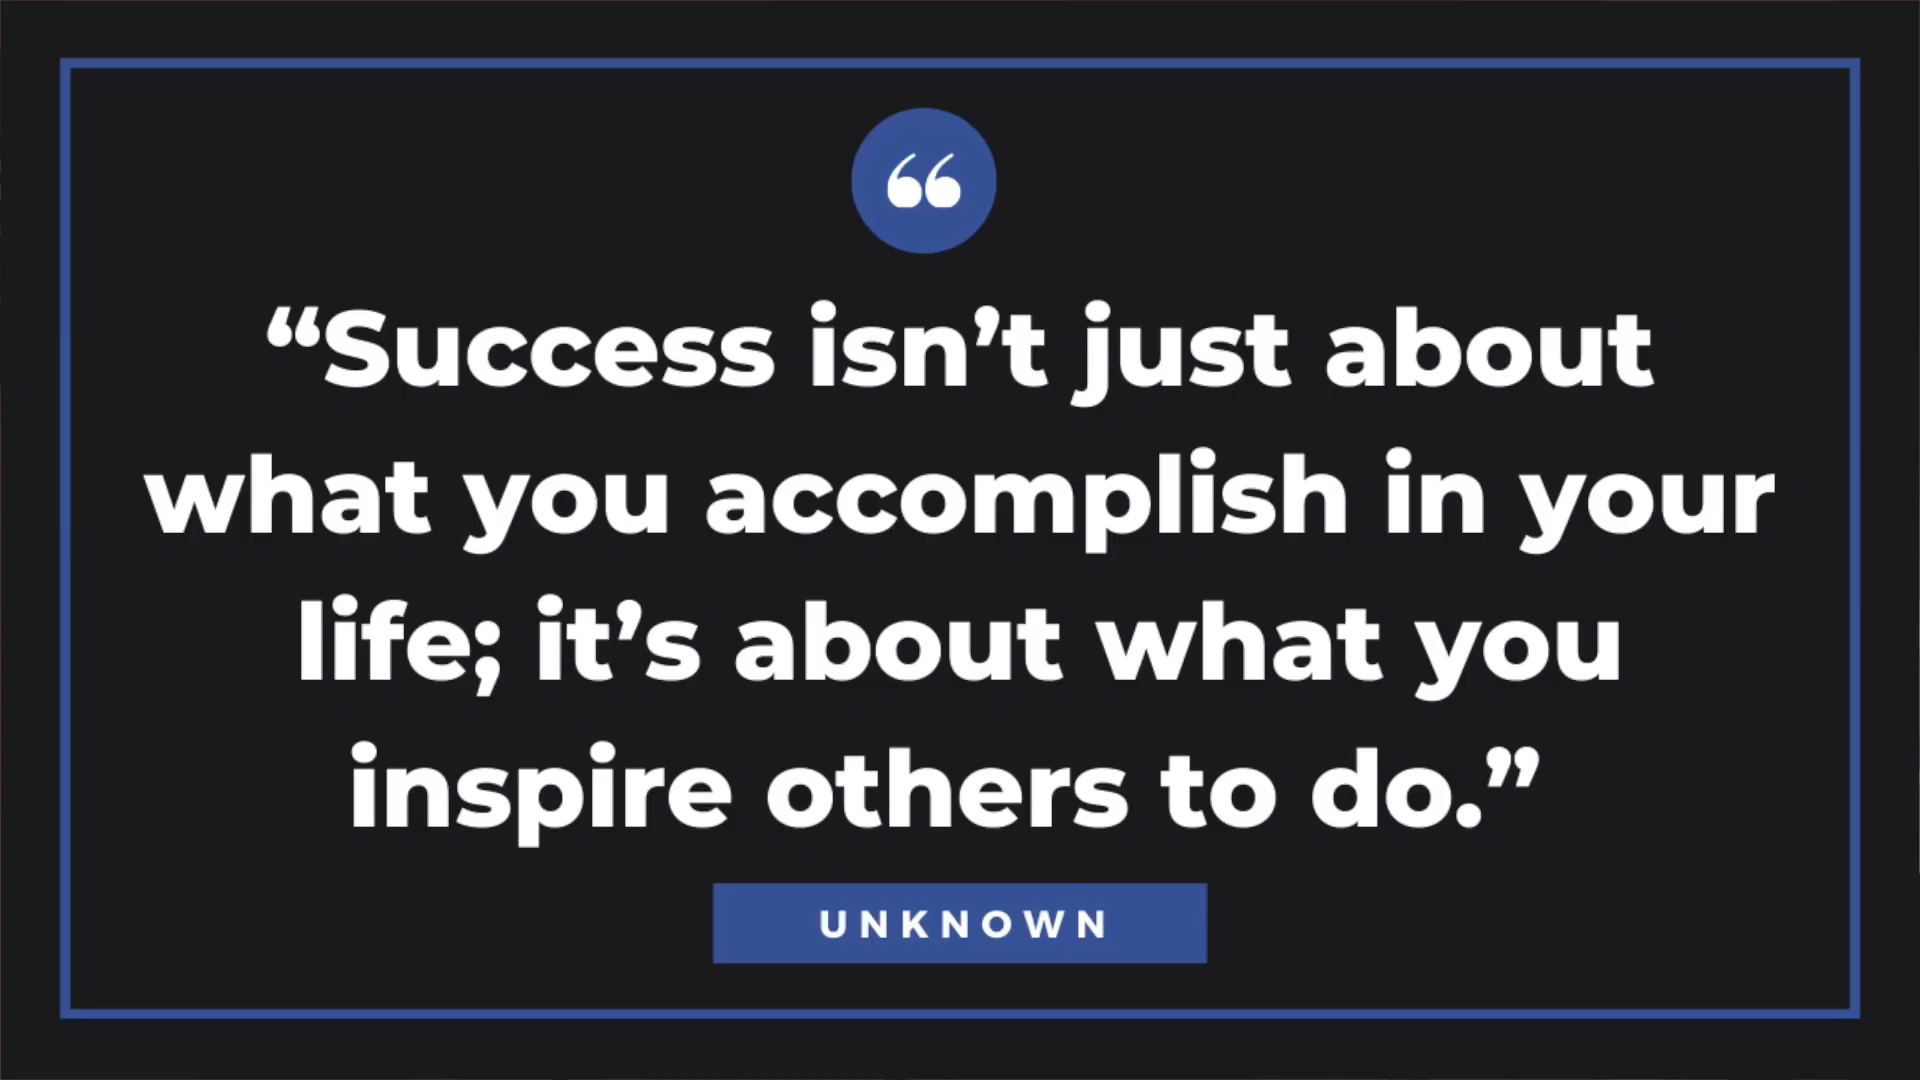 “
“Success isn’t just about
what you accomplish in your
life; it’s about what you
inspire others to do.”
UNKNOWN